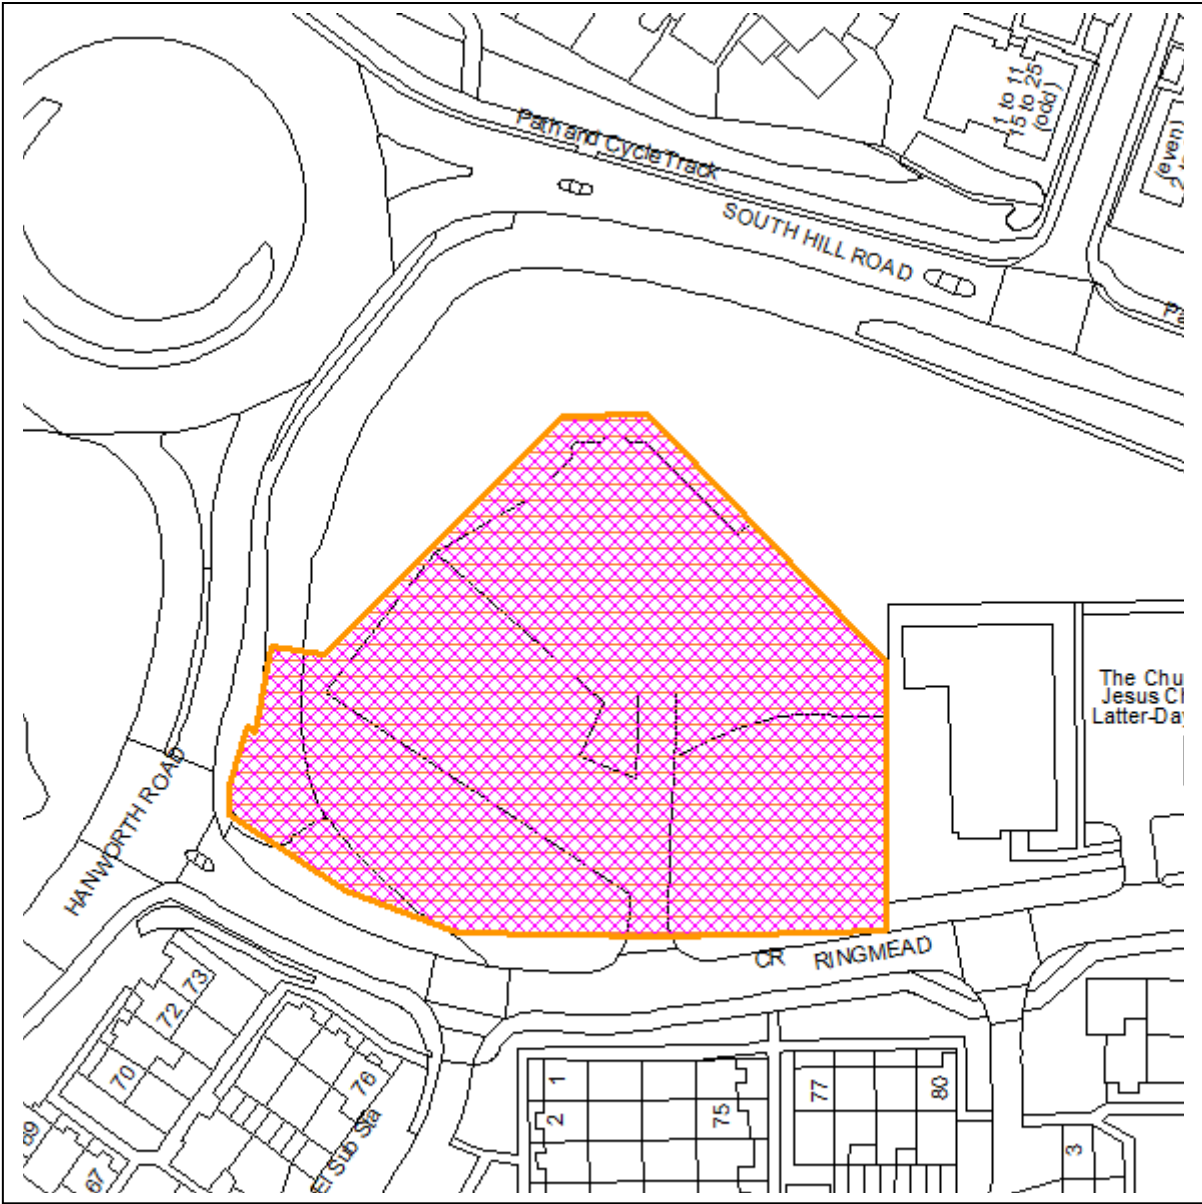 1 to 11
15 to 25
(odd)
(even)
Path and Cycle Track
SOUTH HILL ROAD
The Chu
Jesus Ch
Latter-Day
HANWORTH ROAD
CR
RINGMEAD
73
72
70
76
69
67
El Sub Sta
1
2
75
77
80
3